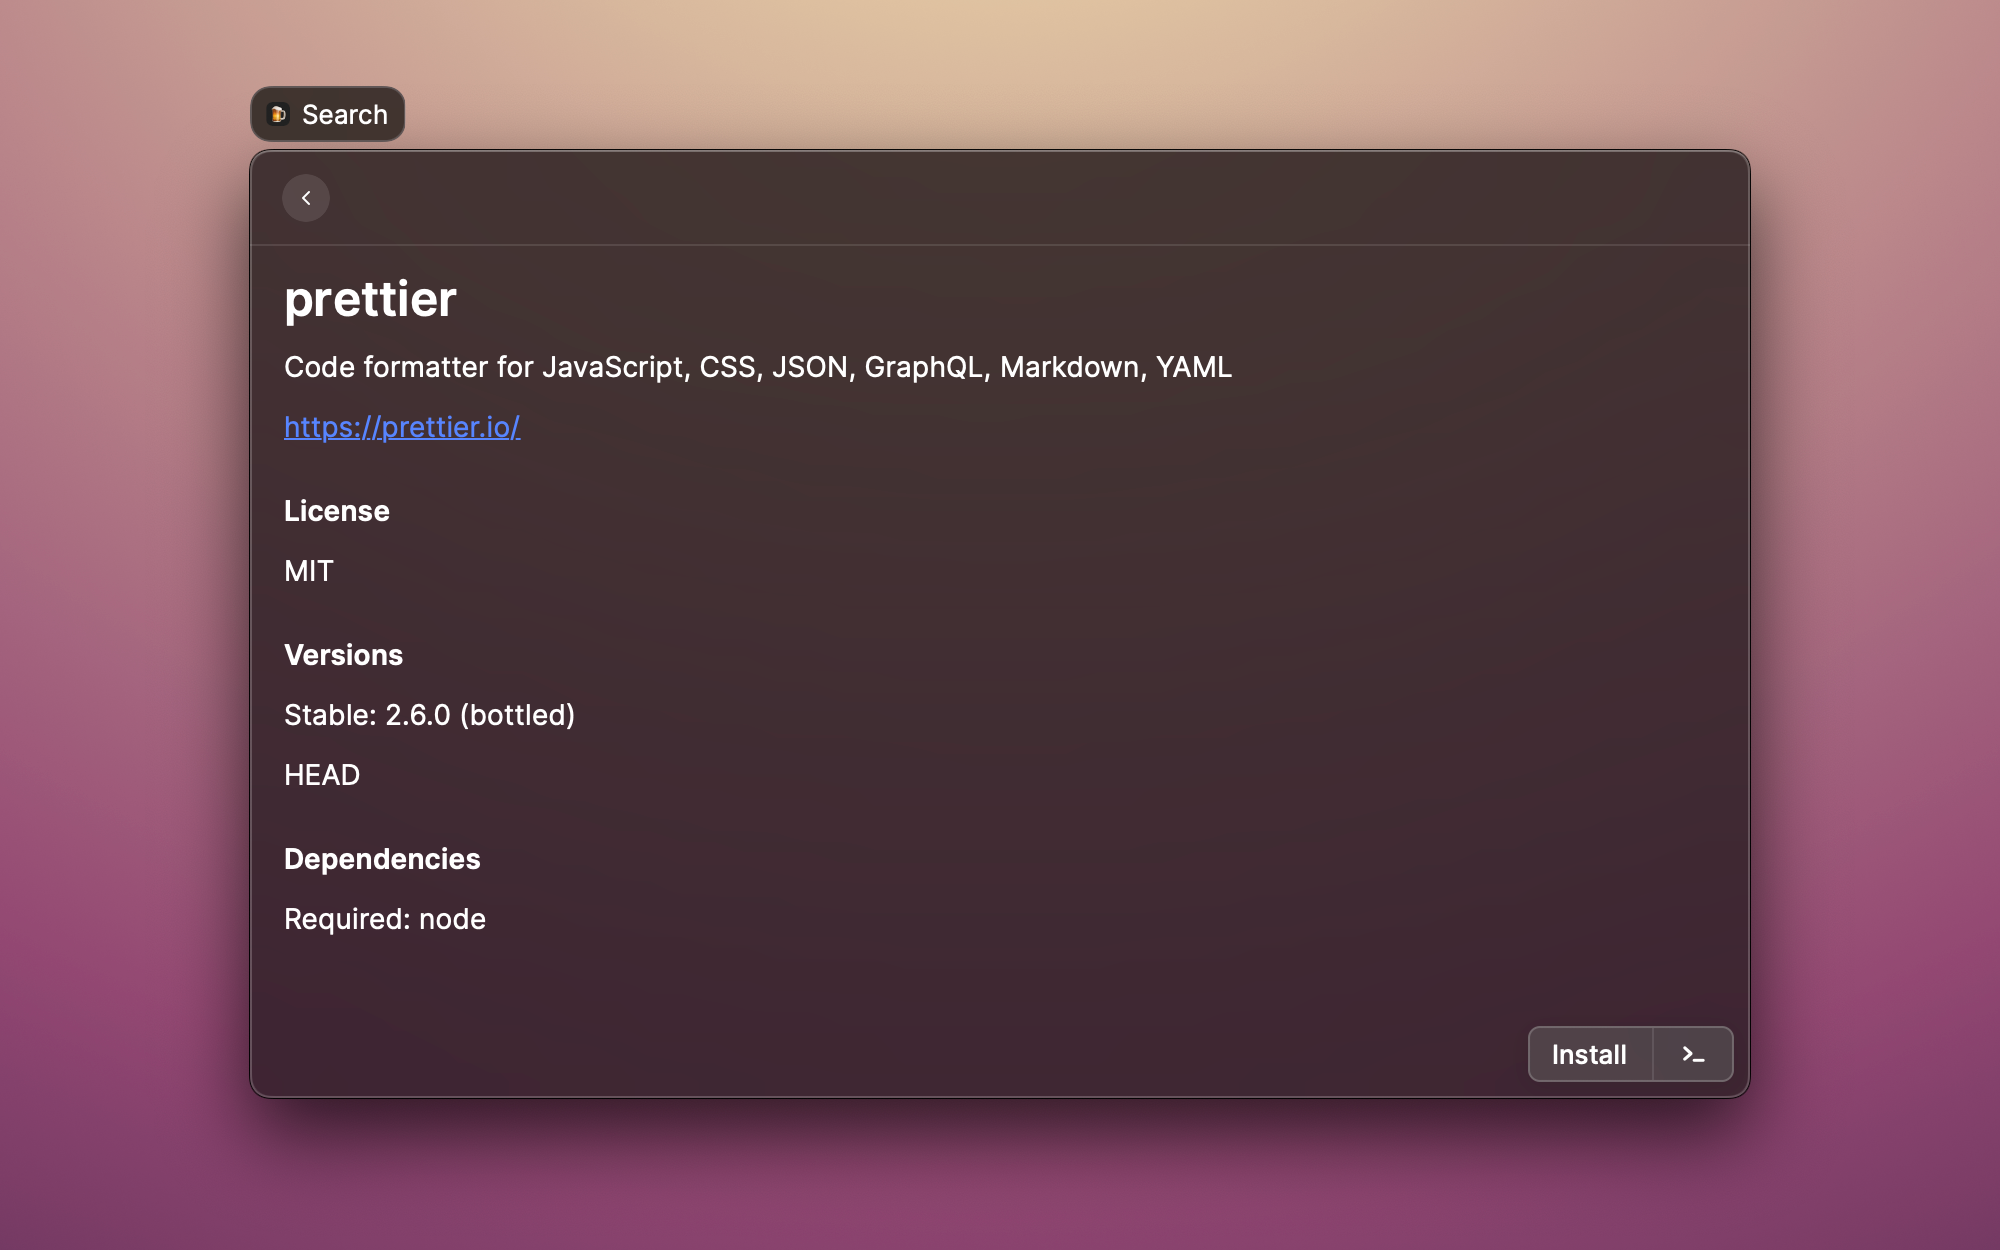 Search
prettier
Code formatter for JavaScript, CSS, JSON, GraphQL, Markdown, YAML
https://prettier.io/
License
MIT
Versions
Stable: 2.6.0 (bottled)
HEAD
Dependencies
Required: node
Install >_